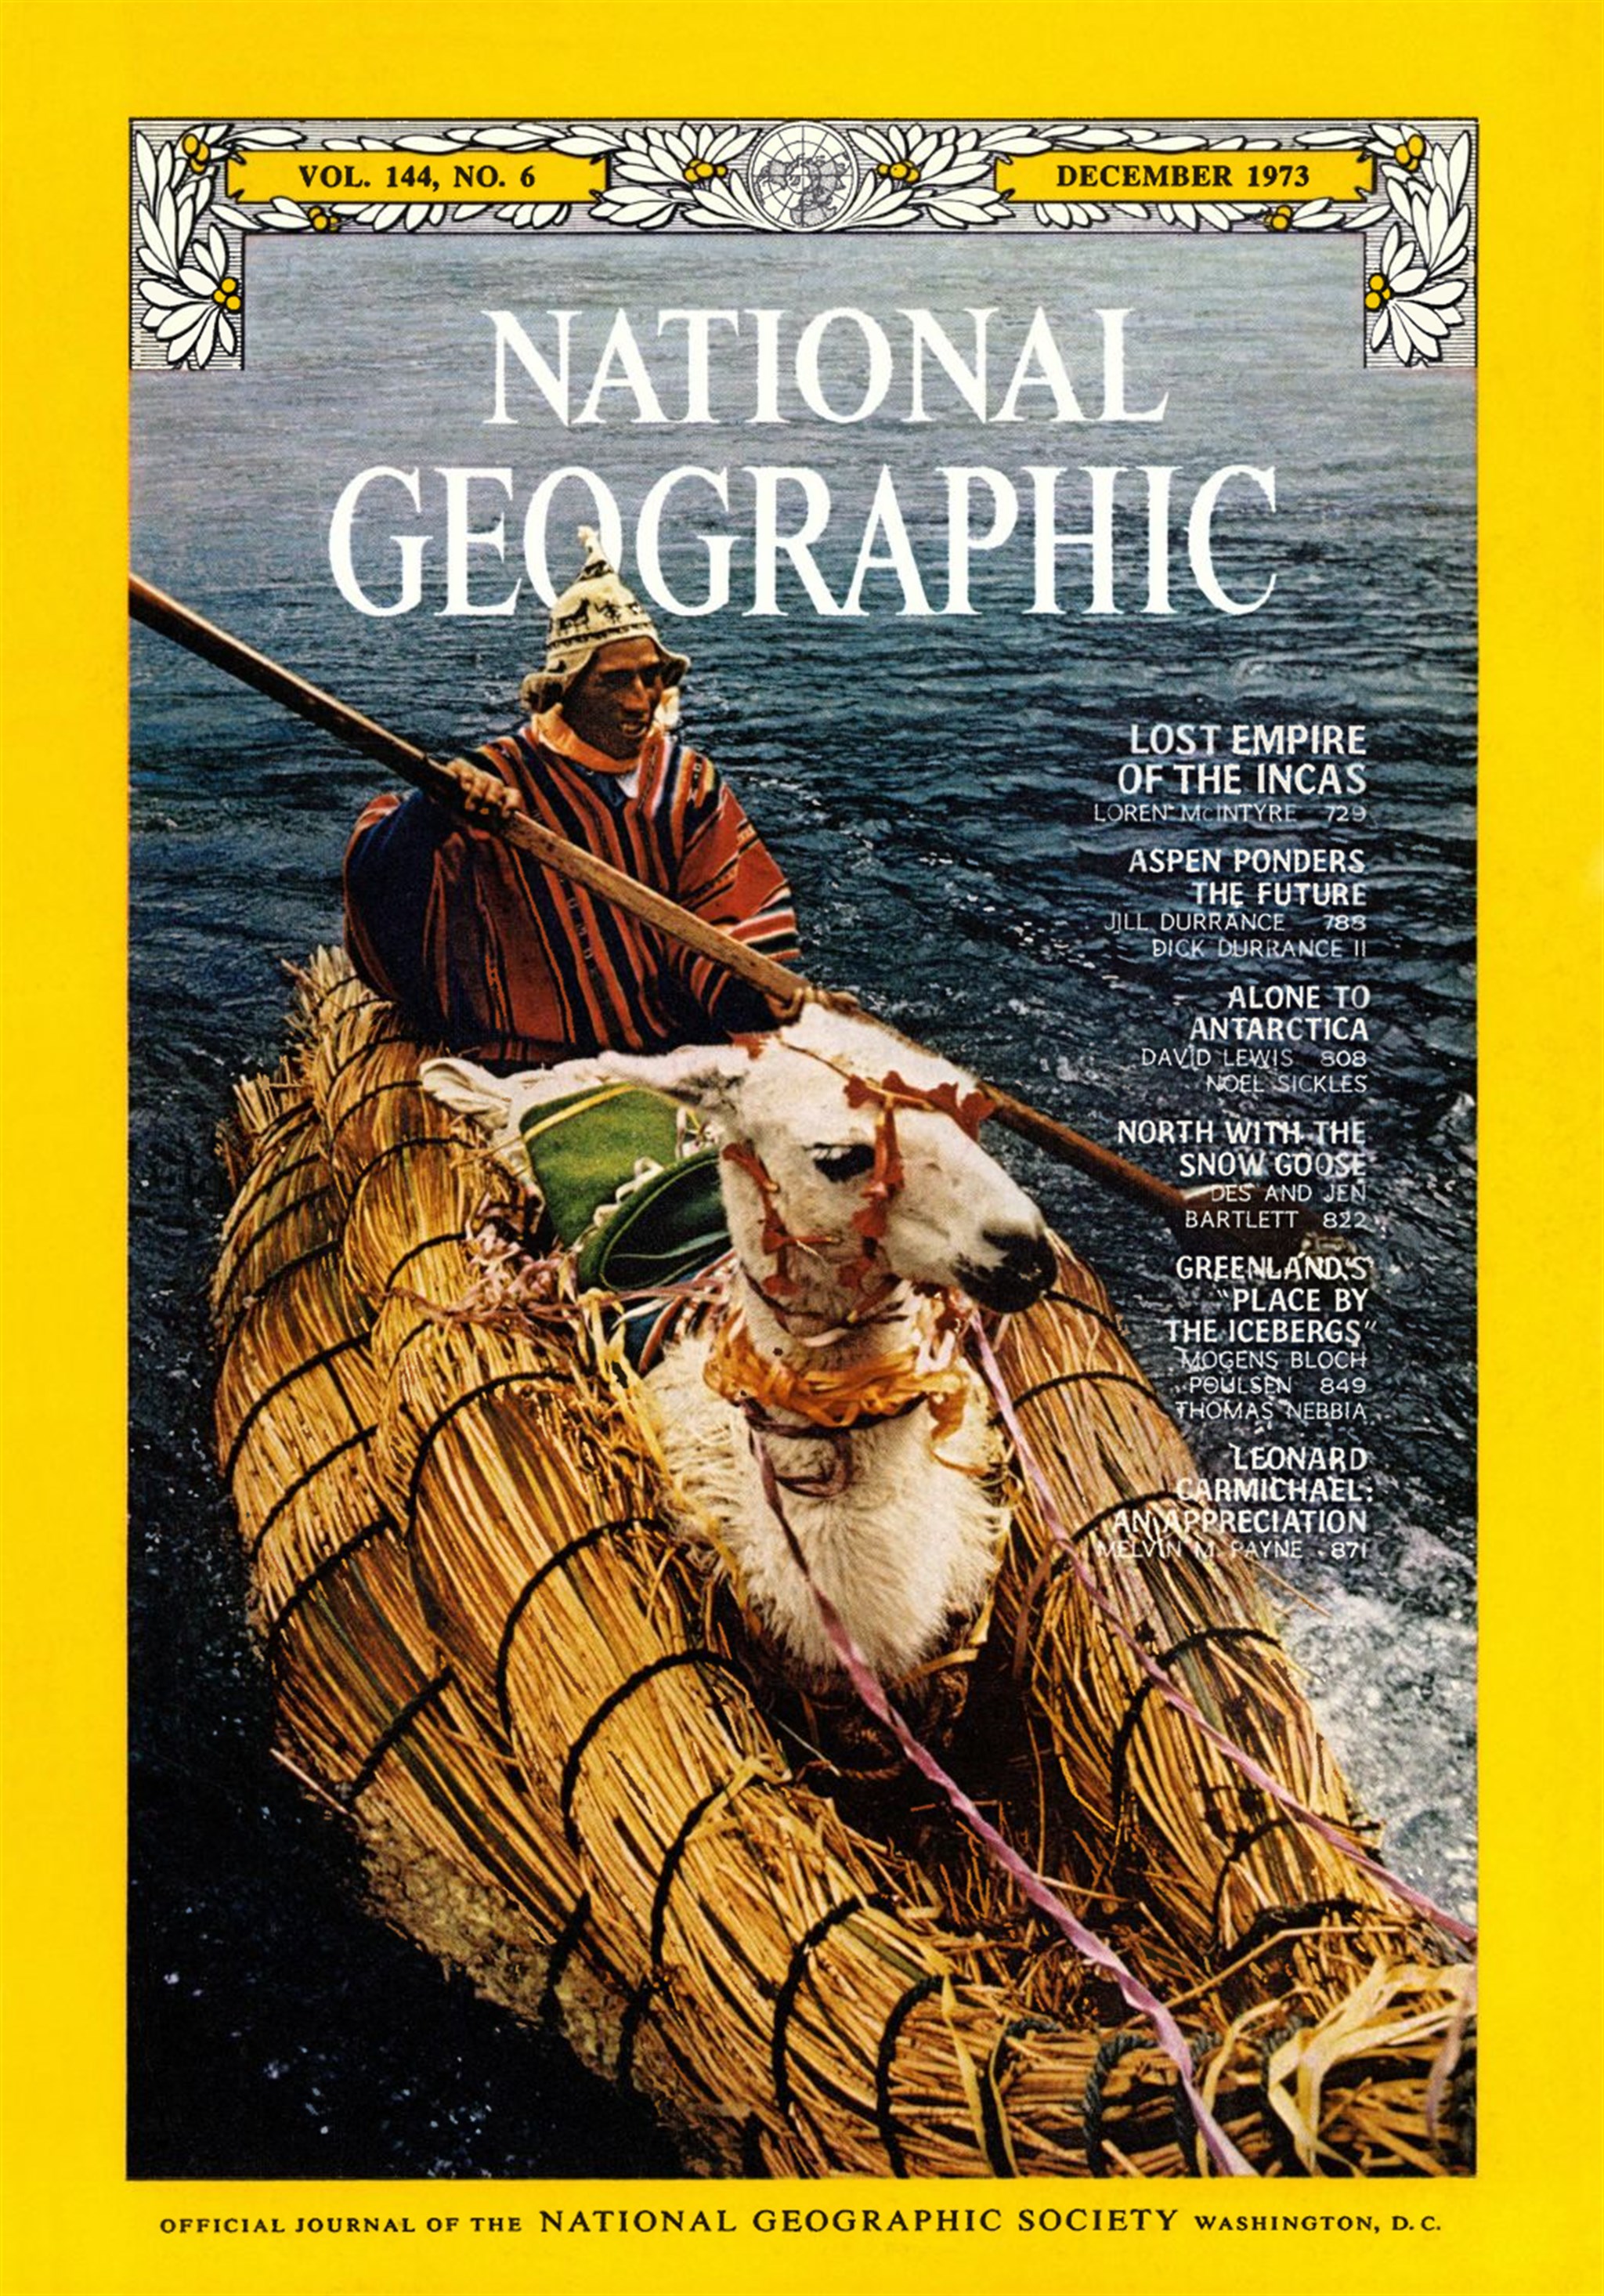 VOL. 144, NO. 6
DECEMBER 1973
NATIONAL
GEOGRAPHIC
LOST EMPIRE
OF THE INCAS
LOREN McINTYRE 729
ASPEN PONDERS
THE FUTURE
JILL DURRANCE 788
DICK DURRANCE II
ALONE TO
ANTARCTICA
DAVID LEWIS 808
NOEL SICKLES
NORTH WITH THE
SNOW GOOSE
DES AND JEN
BARTLETT 822
GREENLAND'S
"PLACE BY
THE ICEBERGS"
MOGENS BLOCH
POULSEN 849
THOMAS NEBBIA
LEONARD
CARMICHAEL:
AN APPRECIATION
MELVIN M. PAYNE 871
OFFICIAL JOURNAL OF THE NATIONAL GEOGRAPHIC SOCIETY WASHINGTON, D.C.